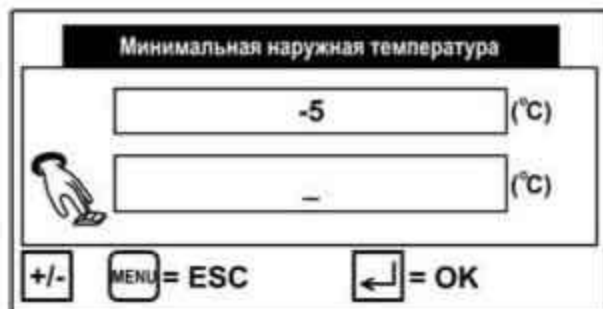 Минимальная наружная температура
-5 (°C)
_ (°C)
+/- MENU = ESC = OK